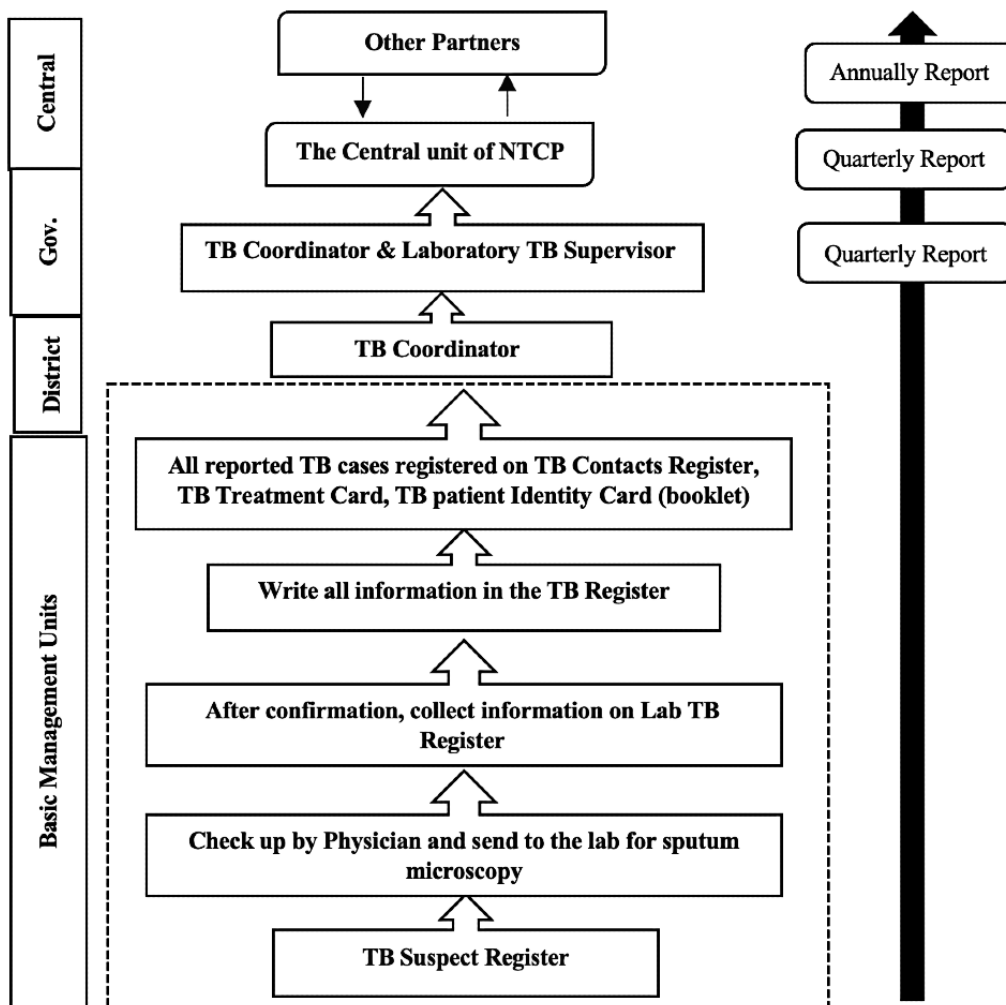 Central
Other Partners
Annually Report
The Central unit of NTCP
Quarterly Report
Gov.
TB Coordinator & Laboratory TB Supervisor
Quarterly Report
District
TB Coordinator
Basic Management Units
All reported TB cases registered on TB Contacts Register,
TB Treatment Card, TB patient Identity Card (booklet)
Write all information in the TB Register
After confirmation, collect information on Lab TB
Register
Check up by Physician and send to the lab for sputum
microscopy
TB Suspect Register